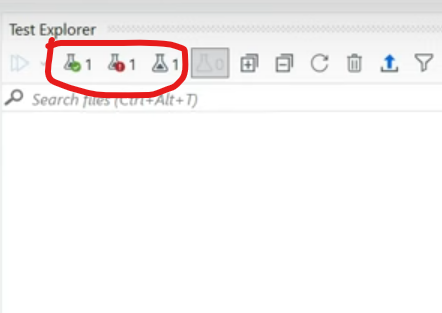 Test Explorer
1 1 1 0
Search files (Ctrl+Alt+T)